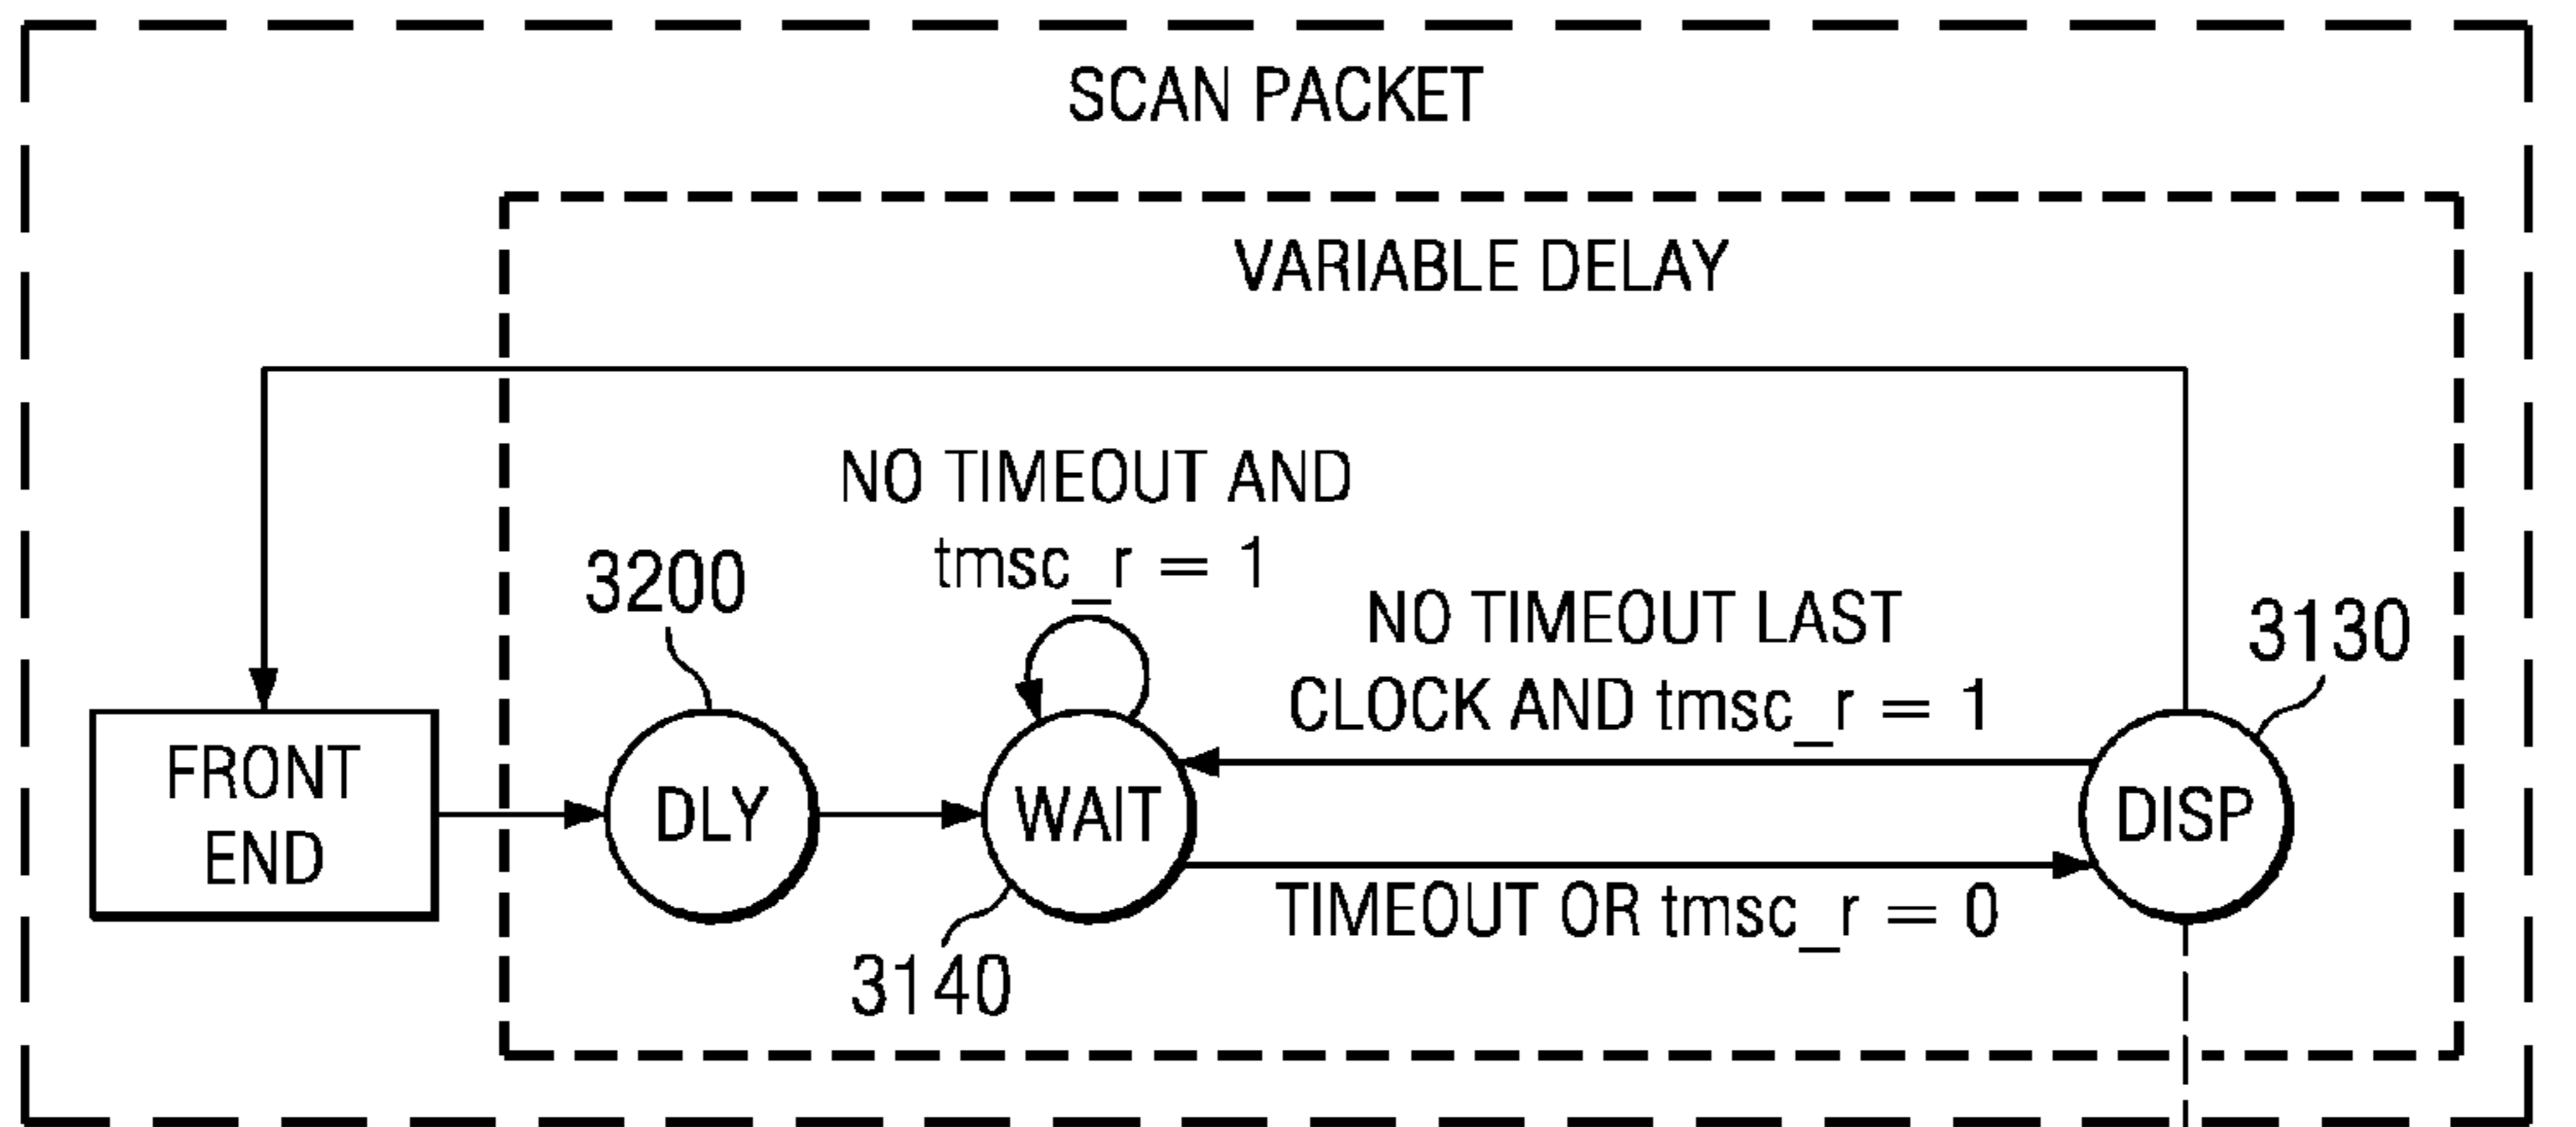 SCAN PACKET
VARIABLE DELAY
NO TIMEOUT AND
tmsc_r = 1
3200
NO TIMEOUT LAST
CLOCK AND tmsc_r = 1
3130
FRONT
END
DLY
WAIT
DISP
TIMEOUT OR tmsc_r = 0
3140